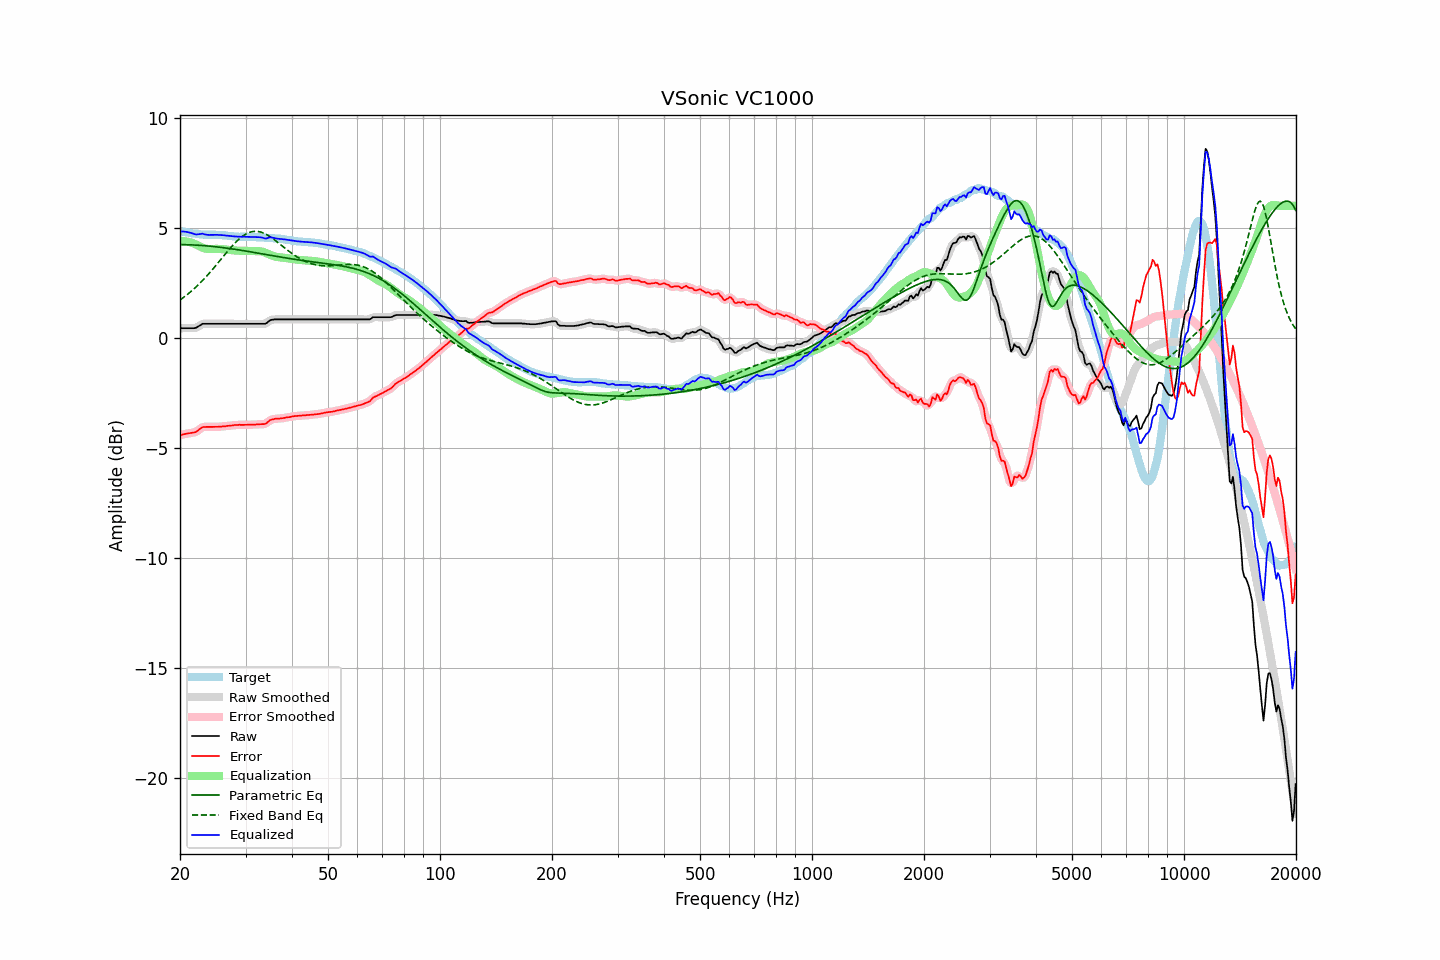 VSonic VC1000
Amplitude (dBr)
10
5
0
−5
−10
−15
−20
Target
Raw Smoothed
Error Smoothed
Raw
Error
Equalization
Parametric Eq
Fixed Band Eq
Equalized
20 50 100 200 500 1000 2000 5000 10000 20000
Frequency (Hz)